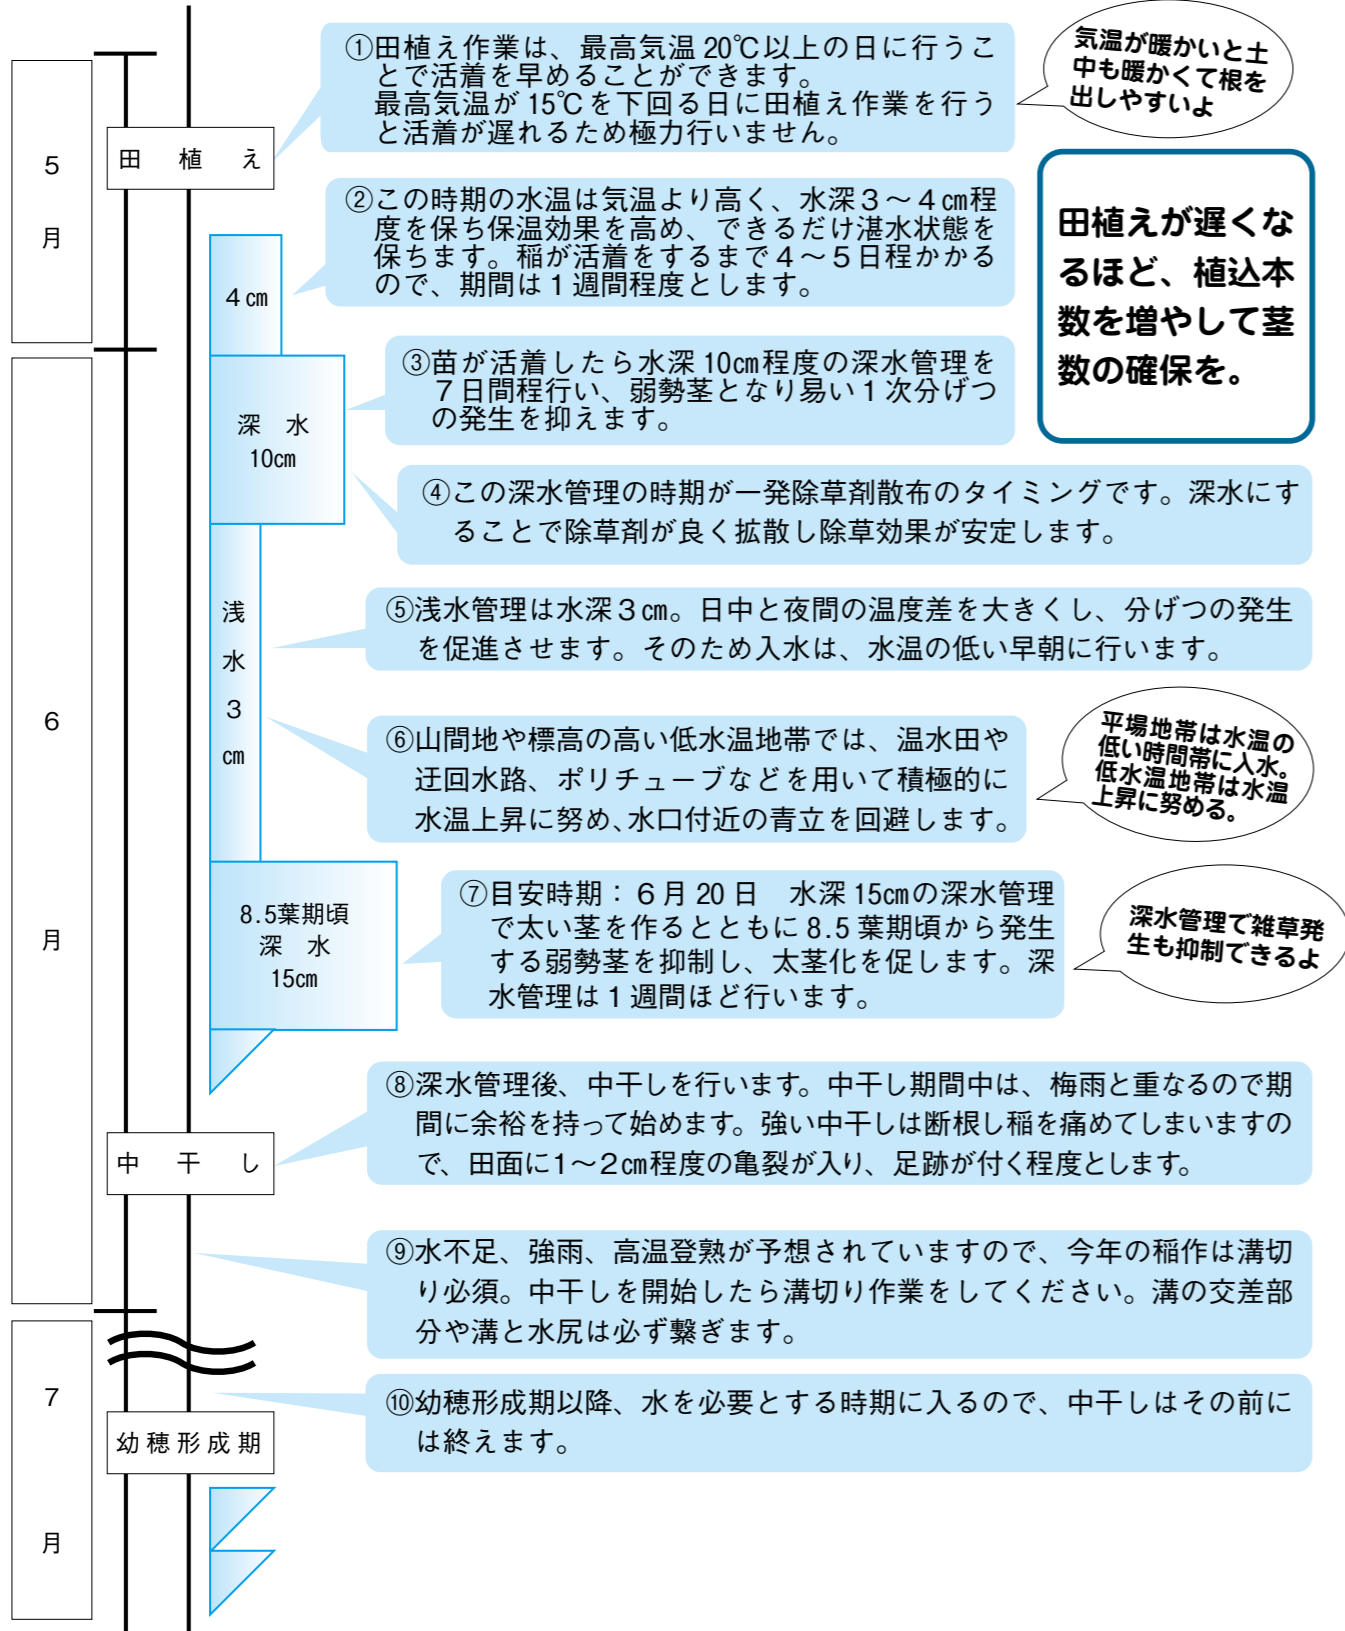 5
月
田植え
①田植え作業は、最高気温20℃以上の日に行うこ
とで活着を早めることができます。
最高気温が15℃を下回る日に田植え作業を行う
と活着が遅れるため極力行いません。
気温が暖かいと土
中も暖かくて根を
出しやすいよ
②この時期の水温は気温より高く、水深3～4㎝程
度を保ち保温効果を高め、できるだけ湛水状態を
保ちます。稲が活着をするまで4～5日程かかる
ので、期間は1週間程度とします。
田植えが遅くな
るほど、植込本
数を増やして茎
数の確保を。
4㎝
6
月
深水
10㎝
③苗が活着したら水深10㎝程度の深水管理を
7日間程行い、弱勢茎となり易い1次分げつ
の発生を抑えます。
④この深水管理の時期が一発除草剤散布のタイミングです。深水にす
ることで除草剤が良く拡散し除草効果が安定します。
浅
水
3
㎝
⑤浅水管理は水深3㎝。日中と夜間の温度差を大きくし、分げつの発生
を促進させます。そのため入水は、水温の低い早朝に行います。
⑥山間地や標高の高い低水温地帯では、温水田や
迂回水路、ポリチューブなどを用いて積極的に
水温上昇に努め、水口付近の青立を回避します。
平場地帯は水温の
低い時間帯に入水。
低水温地帯は水温
上昇に努める。
8.5葉期頃
深水
15㎝
⑦目安時期：6月20日　水深15㎝の深水管理
で太い茎を作るとともに8.5葉期頃から発生
する弱勢茎を抑制し、太茎化を促します。深
水管理は1週間ほど行います。
深水管理で雑草発
生も抑制できるよ
中干し
⑧深水管理後、中干しを行います。中干し期間中は、梅雨と重なるので期
間に余裕を持って始めます。強い中干しは断根し稲を痛めてしまいますの
で、田面に1～2㎝程度の亀裂が入り、足跡が付く程度とします。
⑨水不足、強雨、高温登熟が予想されていますので、今年の稲作は溝切
り必須。中干しを開始したら溝切り作業をしてください。溝の交差部
分や溝と水尻は必ず繋ぎます。
7
月
幼穂形成期
⑩幼穂形成期以降、水を必要とする時期に入るので、中干しはその前に
は終えます。